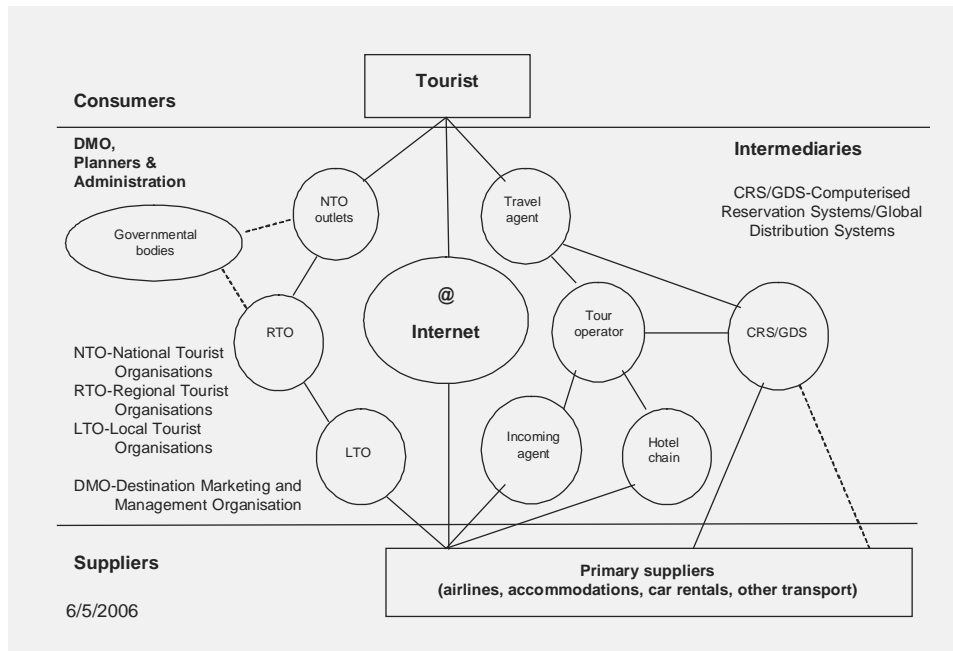 Tourist
Consumers
DMO,
Planners &
Administration
Intermediaries
CRS/GDS-Computerised
Reservation Systems/Global
Distribution Systems
NTO
outlets
Travel
agent
Governmental
bodies
@
Internet
RTO
Tour
operator
CRS/GDS
NTO-National Tourist
Organisations
RTO-Regional Tourist
Organisations
LTO-Local Tourist
Organisations
LTO
Incoming
agent
Hotel
chain
DMO-Destination Marketing and
Management Organisation
Suppliers
Primary suppliers
(airlines, accommodations, car rentals, other transport)
6/5/2006